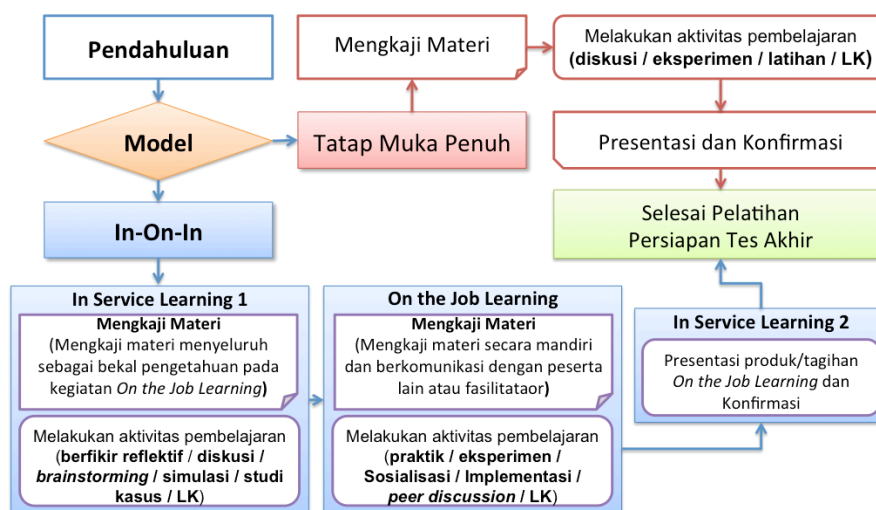 Pendahuluan
Model
Tatap Muka Penuh
Mengkaji Materi
Melakukan aktivitas pembelajaran
(diskusi / eksperimen / latihan / LK)
Presentasi dan Konfirmasi
Selesai Pelatihan
Persiapan Tes Akhir
In-On-In
In Service Learning 1
Mengkaji Materi
(Mengkaji materi menyeluruh
sebagai bekal pengetahuan pada
kegiatan On the Job Learning)
Melakukan aktivitas pembelajaran
(berfikir reflektif / diskusi /
brainstorming / simulasi / studi
kasus / LK)
On the Job Learning
Mengkaji Materi
(Mengkaji materi secara mandiri
dan berkomunikasi dengan peserta
lain atau fasilitataor)
Melakukan aktivitas pembelajaran
(praktik / eksperimen /
Sosialisasi / Implementasi /
peer discussion / LK)
In Service Learning 2
Presentasi produk/tagihan
On the Job Learning dan
Konfirmasi